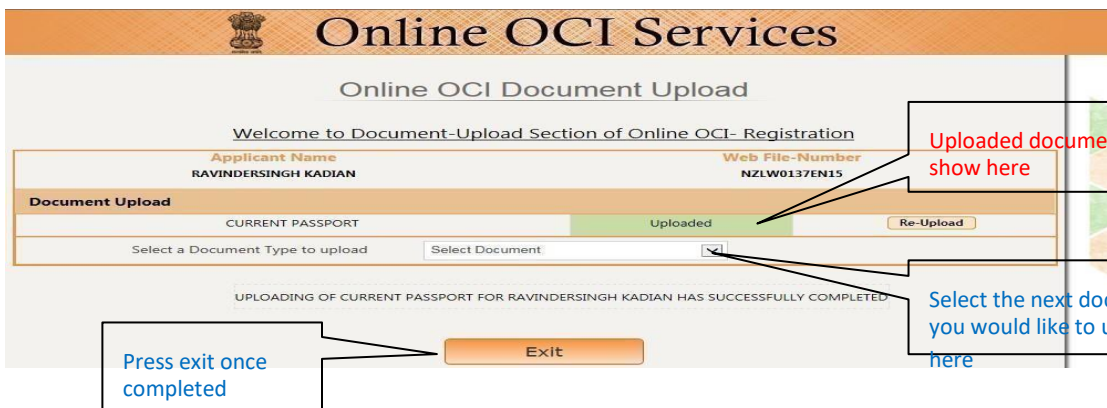 Online OCI Services
Online OCI Document Upload
Welcome to Document-Upload Section of Online OCI- Registration
Applicant Name Web File-Number
RAVINDERSINGH KADIAN NZLW0137EN15
Document Upload
CURRENT PASSPORT Uploaded Re-Upload
Select a Document Type to upload Select Document
UPLOADING OF CURRENT PASSPORT FOR RAVINDERSINGH KADIAN HAS SUCCESSFULLY COMPLETED
Exit
Uploaded docume
show here
Select the next do
you would like to u
here
Press exit once
completed